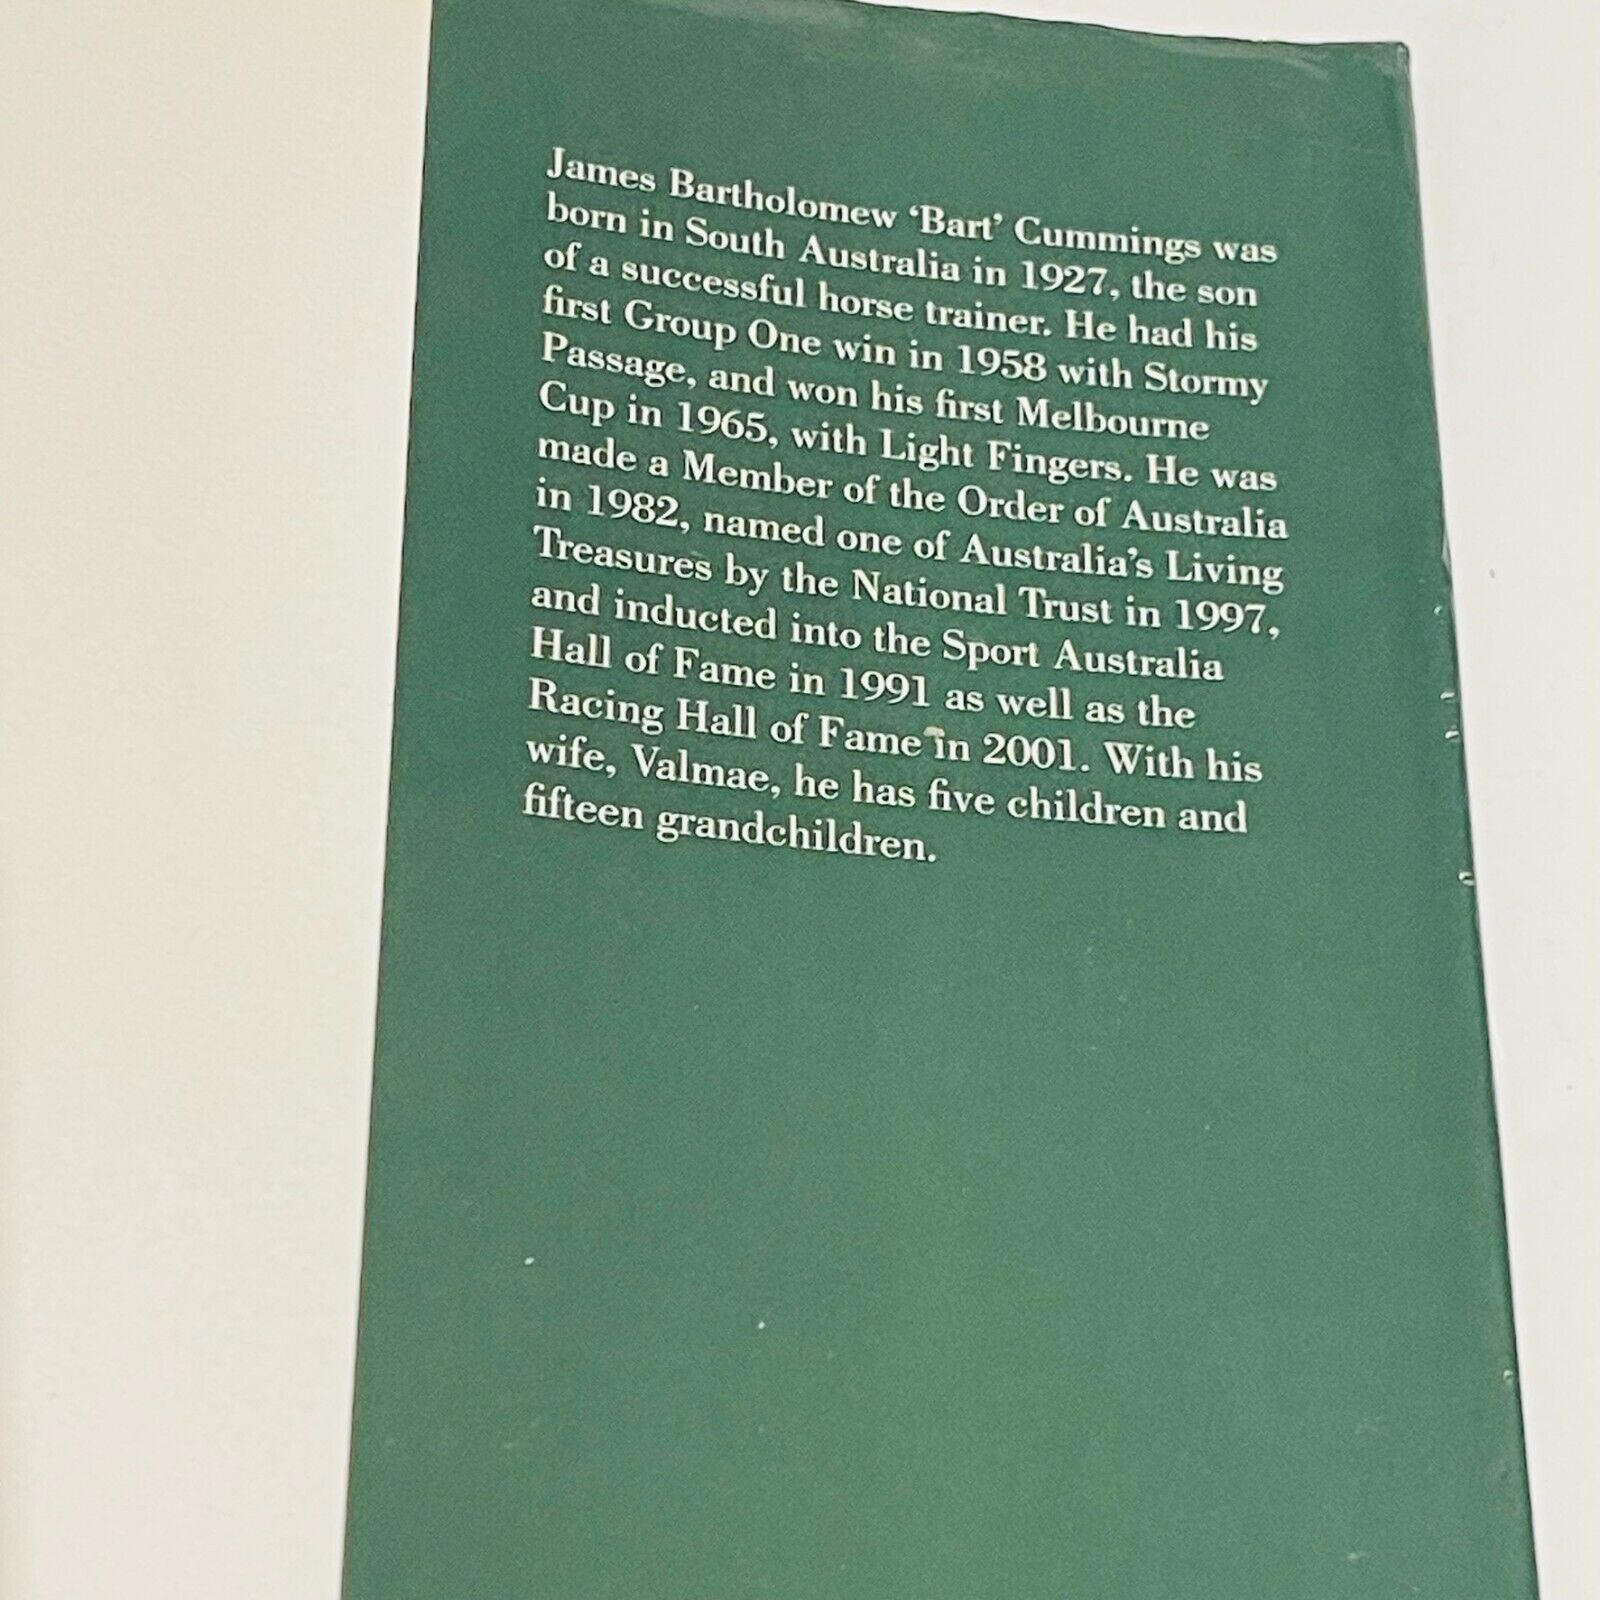 James Bartholomew ‘Bart’ Cummings was
born in South Australia in 1927, the son
of a successful horse trainer. He had his
first Group One win in 1958 with Stormy
Passage, and won his first Melbourne
Cup in 1965, with Light Fingers. He was
made a Member of the Order of Australia
in 1982, named one of Australia’s Living
Treasures by the National Trust in 1997,
and inducted into the Sport Australia
Hall of Fame in 1991 as well as the
Racing Hall of Fame in 2001. With his
wife, Valmae, he has five children and
fifteen grandchildren.